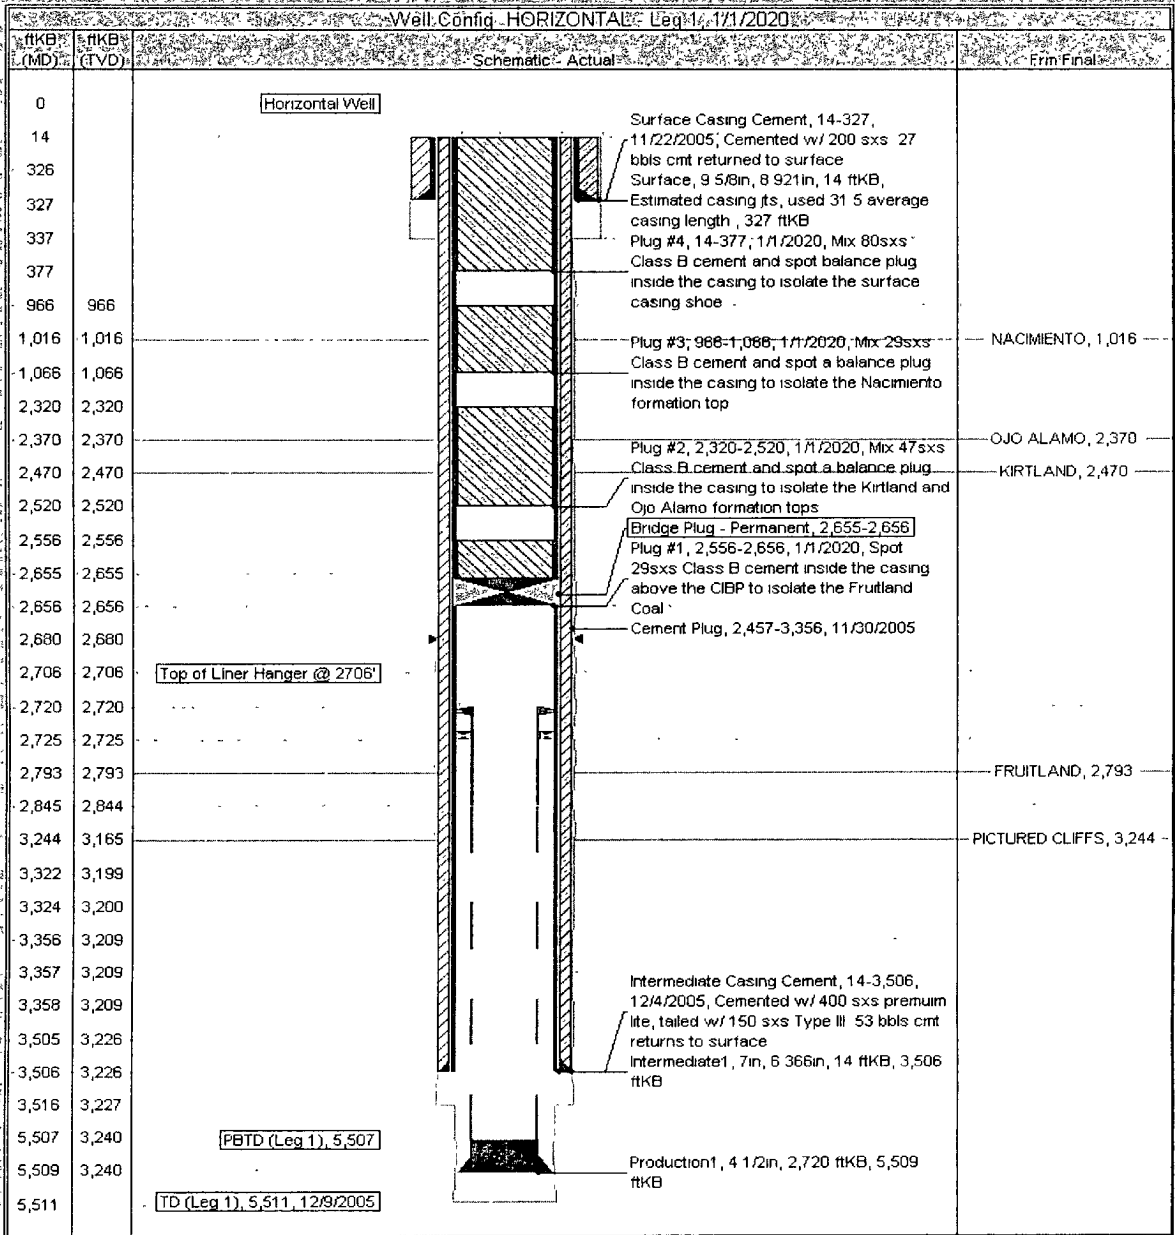 Well Config - HORIZONTAL - Leg 1, 1/1/2020
ftKB (MD)
ftKB (TVD)
Schematic - Actual
Frm Final
0
14
326
327
337
377
966 966
1,016 1,016
1,066 1,066
2,320 2,320
2,370 2,370
2,470 2,470
2,520 2,520
2,556 2,556
2,655 2,655
2,656 2,656
2,680 2,680
2,706 2,706
2,720 2,720
2,725 2,725
2,793 2,793
2,845 2,844
3,244 3,165
3,322 3,199
3,324 3,200
3,356 3,209
3,357 3,209
3,358 3,209
3,505 3,226
3,506 3,226
3,516 3,227
5,507 3,240
5,509 3,240
5,511
Horizontal Well
Top of Liner Hanger @ 2706'
PBTD (Leg 1), 5,507
TD (Leg 1), 5,511, 12/9/2005
Surface Casing Cement, 14-327,
11/22/2005, Cemented w/ 200 sxs 27
bbls cmt returned to surface
Surface, 9 5/8in, 8 921in, 14 ftKB,
Estimated casing jts, used 31 5 average
casing length , 327 ftKB
Plug #4, 14-377, 1/1/2020, Mix 80sxs
Class B cement and spot balance plug
inside the casing to isolate the surface
casing shoe
Plug #3, 966-1,066, 1/1/2020, Mix 29sxs
Class B cement and spot a balance plug
inside the casing to isolate the Nacimiento
formation top
Plug #2, 2,320-2,520, 1/1/2020, Mix 47sxs
Class B cement and spot a balance plug
inside the casing to isolate the Kirtland and
Ojo Alamo formation tops
Bridge Plug - Permanent, 2,655-2,656
Plug #1, 2,556-2,656, 1/1/2020, Spot
29sxs Class B cement inside the casing
above the CIBP to isolate the Fruitland
Coal
Cement Plug, 2,457-3,356, 11/30/2005
Intermediate Casing Cement, 14-3,506,
12/4/2005, Cemented w/ 400 sxs premuim
lite, tailed w/ 150 sxs Type III 53 bbls cmt
returns to surface
Intermediate1, 7in, 6 366in, 14 ftKB, 3,506
ftKB
Production1, 4 1/2in, 2,720 ftKB, 5,509
ftKB
NACIMIENTO, 1,016
OJO ALAMO, 2,370
KIRTLAND, 2,470
FRUITLAND, 2,793
PICTURED CLIFFS, 3,244